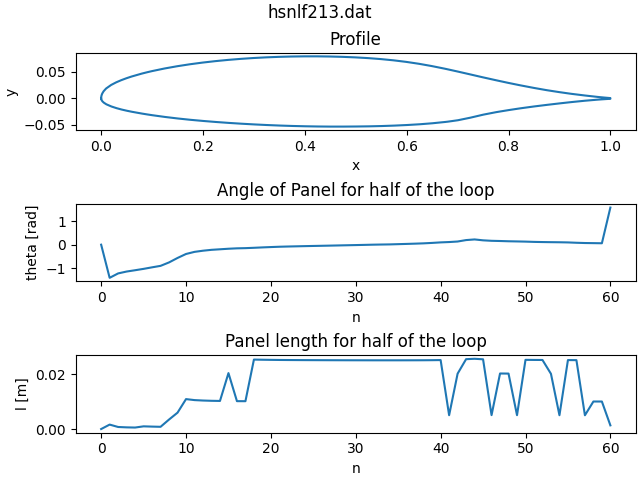 hsnlf213.dat
Profile
0.05
0.00
−0.05
y
0.0 0.2 0.4 0.6 0.8 1.0
x
Angle of Panel for half of the loop
1
0
−1
theta [rad]
0 10 20 30 40 50 60
n
Panel length for half of the loop
0.02
0.00
l [m]
0 10 20 30 40 50 60
n